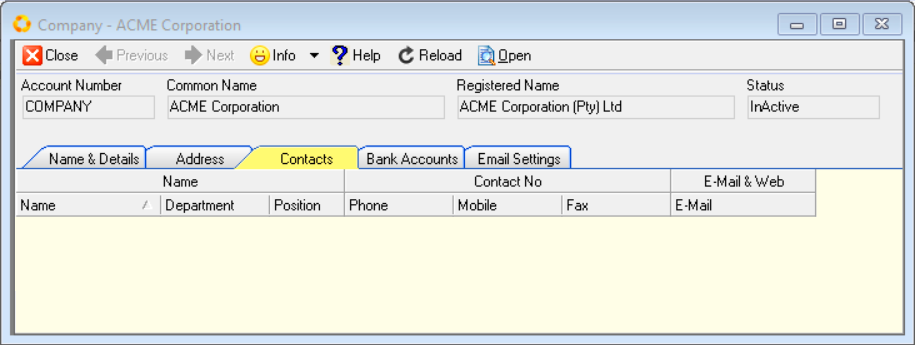 Company - ACME Corporation
Close Previous Next Info Help Reload Open
Account Number Common Name Registered Name Status
COMPANY ACME Corporation ACME Corporation (Pty) Ltd InActive
Name & Details Address Contacts Bank Accounts Email Settings
Name Contact No E-Mail & Web
Name Department Position Phone Mobile Fax E-Mail